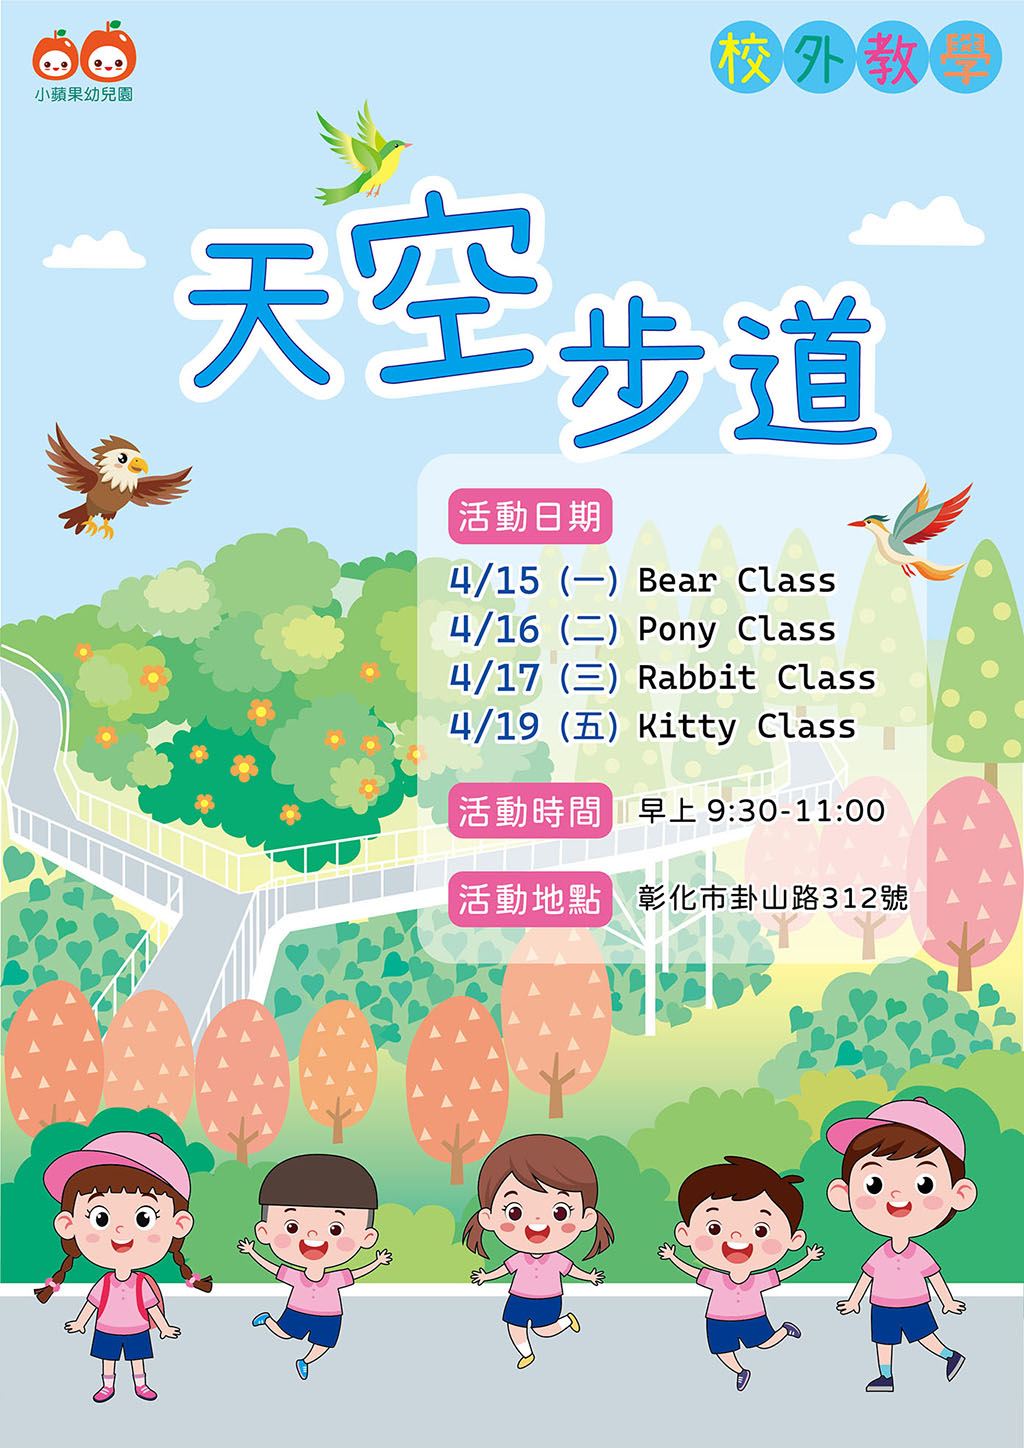 小蘋果幼兒園
校外教學
天空步道
活動日期
4/15 (一) Bear Class
4/16 (二) Pony Class
4/17 (三) Rabbit Class
4/19 (五) Kitty Class
活動時間 早上 9:30-11:00
活動地點 彰化市卦山路312號